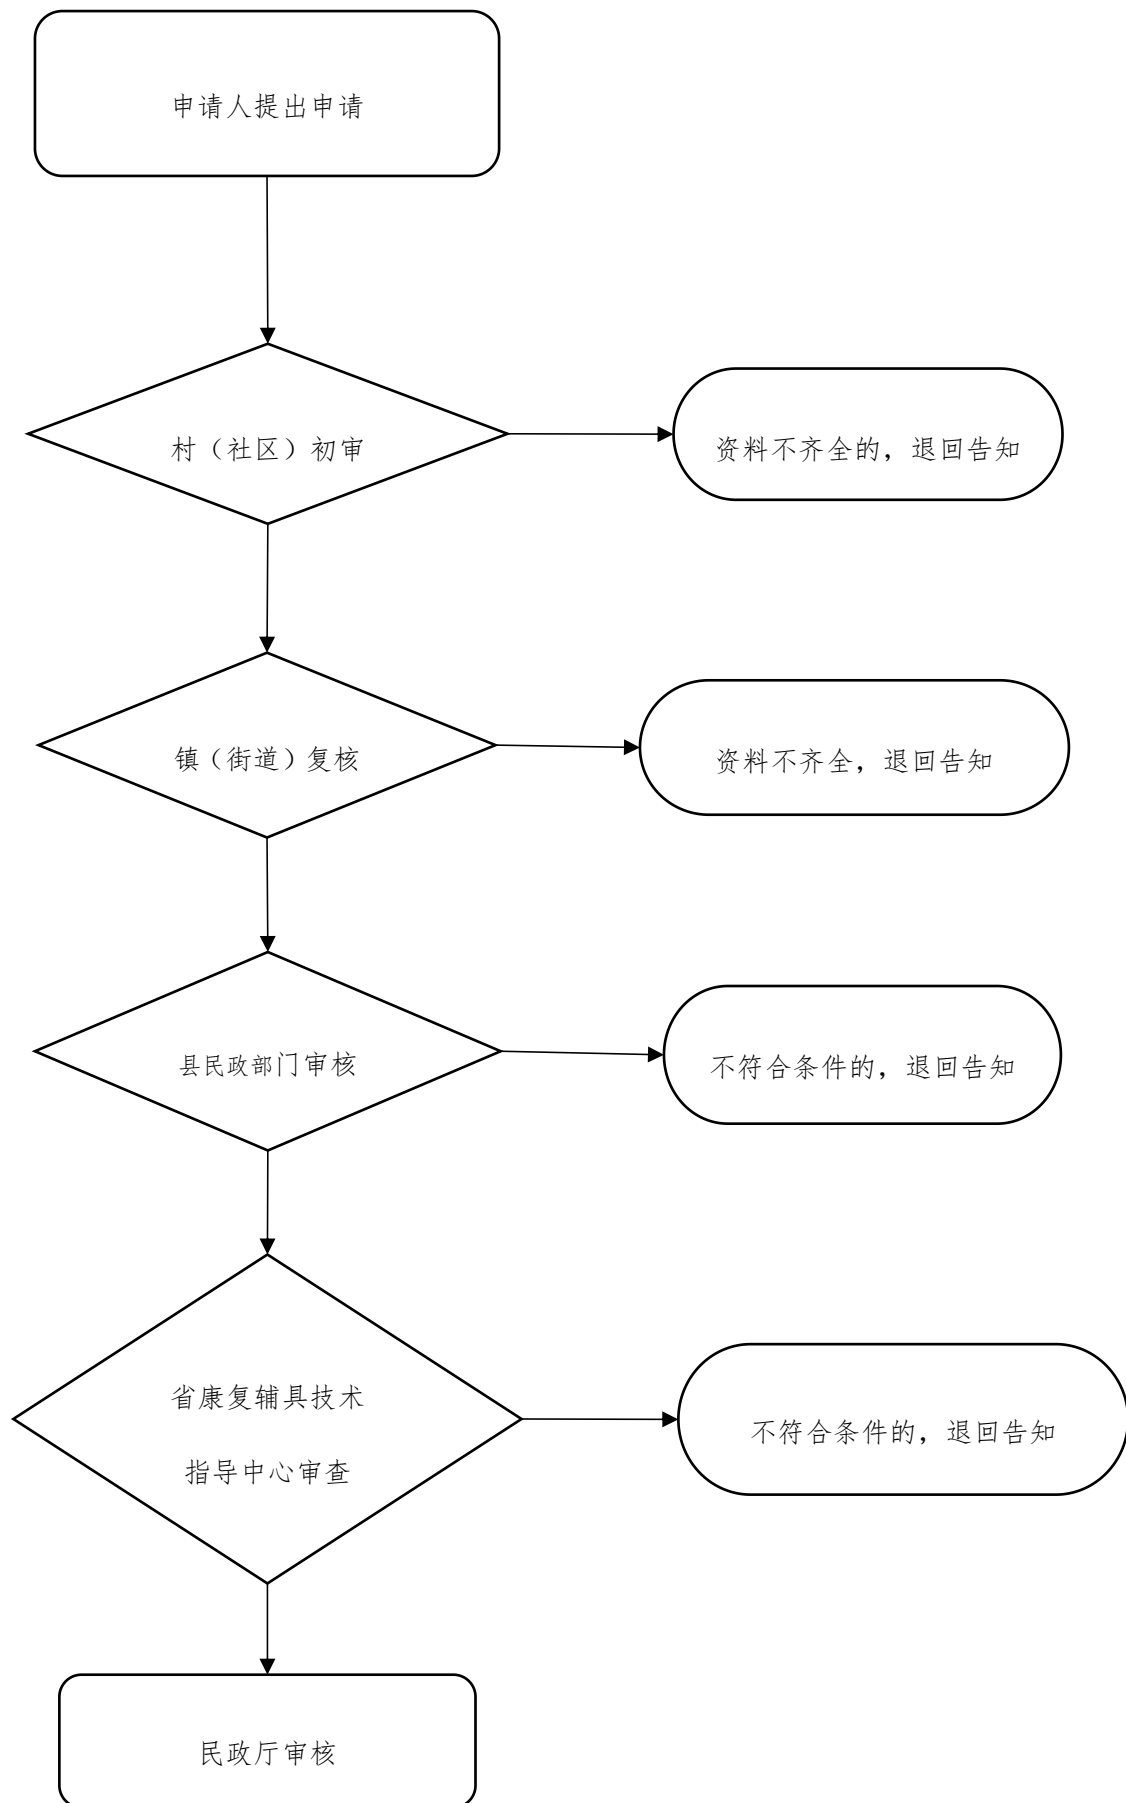 申请人提出申请
村（社区）初审
资料不齐全的，退回告知
镇（街道）复核
资料不齐全，退回告知
县民政部门审核
不符合条件的，退回告知
省康复辅具技术
指导中心审查
不符合条件的，退回告知
民政厅审核